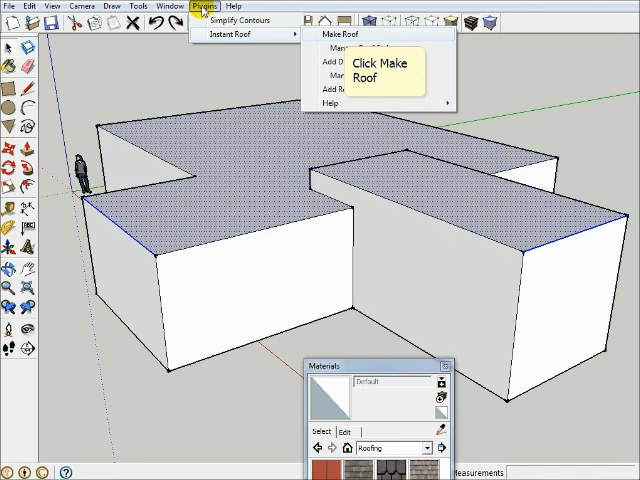 File Edit View Camera Draw Tools Window Plugins Help
Simplify Contours
Instant Roof
Make Roof
Add
Help
Click Make
Roof
Materials
Default
Select Edit
Roofing
Measurements